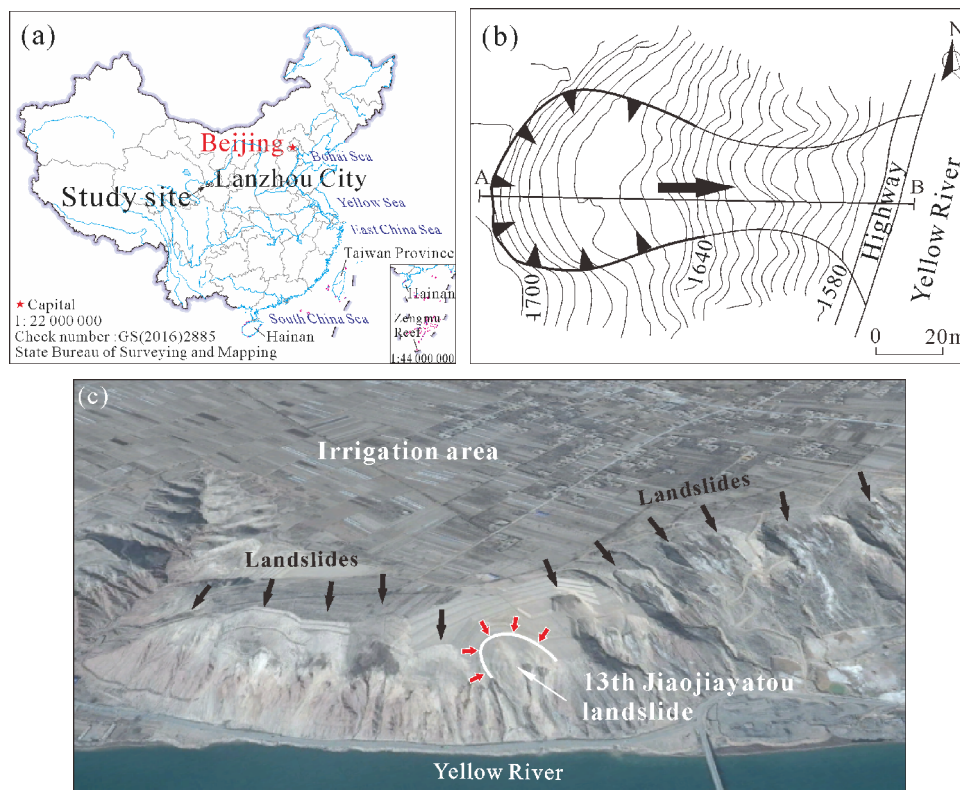 (a)
Beijing
Bohai Sea
Lanzhou City
Study site
Yellow Sea
East China Sea
Taiwan Province
★ Capital
1: 22 000 000
Check number :GS(2016)2885
State Bureau of Surveying and Mapping
South China Sea
Hainan
Hainan
Zengmu
Reef
1:44 000 000
(b)
N
A
B
1700
1640
1580
Highway
Yellow River
0 20m
(c)
Irrigation area
Landslides
Landslides
13th Jiaojiayatou
landslide
Yellow River